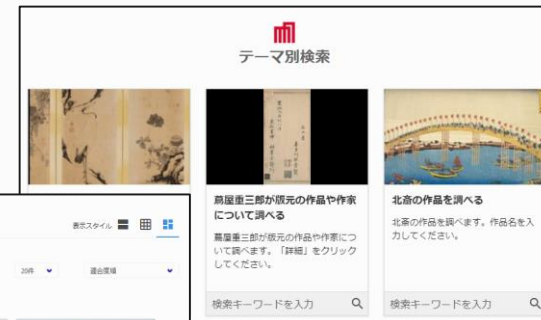 テーマ別検索
蔦屋重三郎が版元の作品や作家
について調べる
蔦屋重三郎が版元の作品や作家につ
いて調べます。「詳細」をクリック
してください。
検索キーワードを入力
北斎の作品を調べる
北斎の作品を調べます。作品名を入
力してください。
検索キーワードを入力
表示スタイル
20件
適合度順